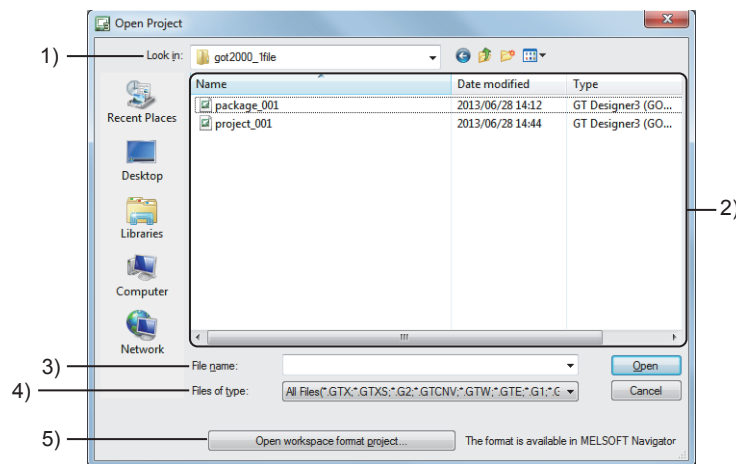 Open Project
1) Look in: got2000_1file
Name Date modified Type
package_001 2013/06/28 14:12 GT Designer3 (GO...
project_001 2013/06/28 14:44 GT Designer3 (GO...
Recent Places
Desktop
Libraries
Computer
Network
2)
3) File name: Open
4) Files of type: All Files(*.GTX;*.GTXS;*.G2;*.GTCNV;*.GTW;*.GTE;*.G1;*.G Cancel
5) Open workspace format project... The format is available in MELSOFT Navigator